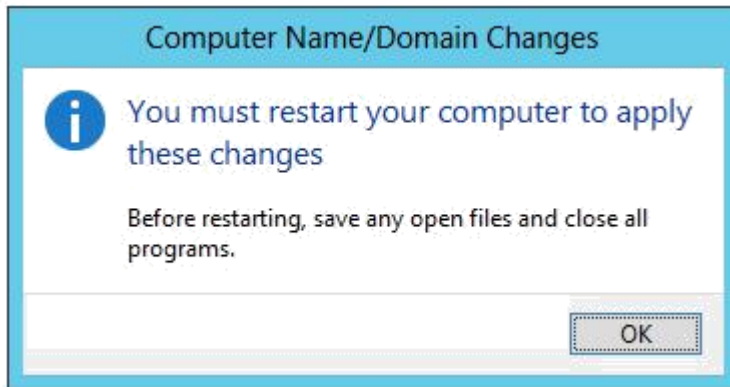 Computer Name/Domain Changes
You must restart your computer to apply
these changes
Before restarting, save any open files and close all
programs.
OK